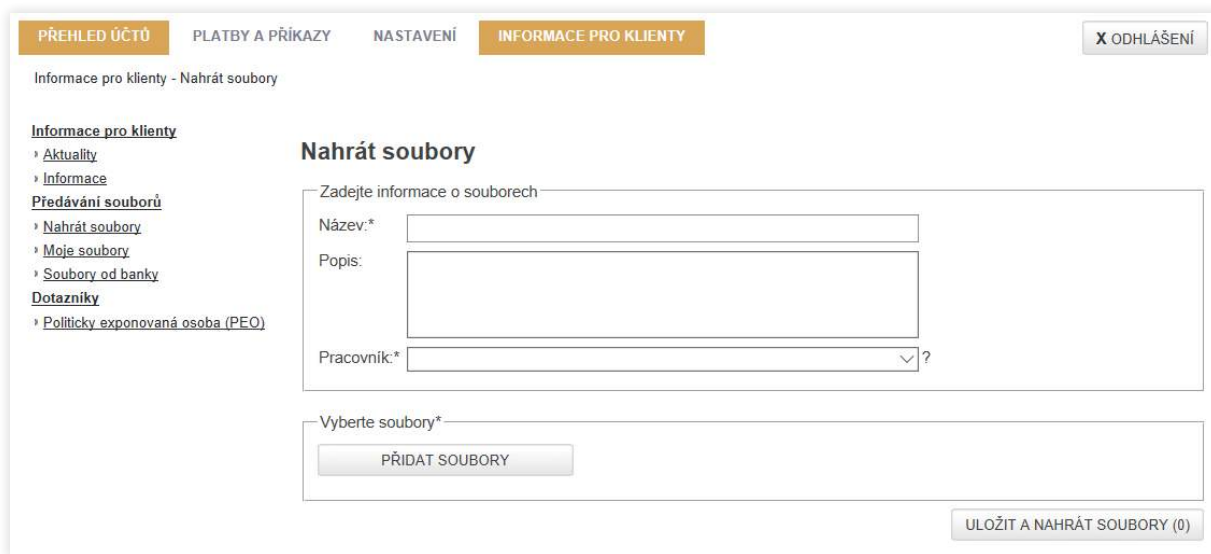 PŘEHLED ÚČTŮ PLATBY A PŘÍKAZY NASTAVENÍ INFORMACE PRO KLIENTY X ODHLÁŠENÍ
Informace pro klienty - Nahrát soubory
Informace pro klienty
Aktuality
Informace
Předávání souborů
Nahrát soubory
Moje soubory
Soubory od banky
Dotazníky
Politicky exponovaná osoba (PEO)
Nahrát soubory
Zadejte informace o souborech
Název:*
Popis:
Pracovník:* ?
Vyberte soubory*
PŘIDAT SOUBORY
ULOŽIT A NAHRÁT SOUBORY (0)